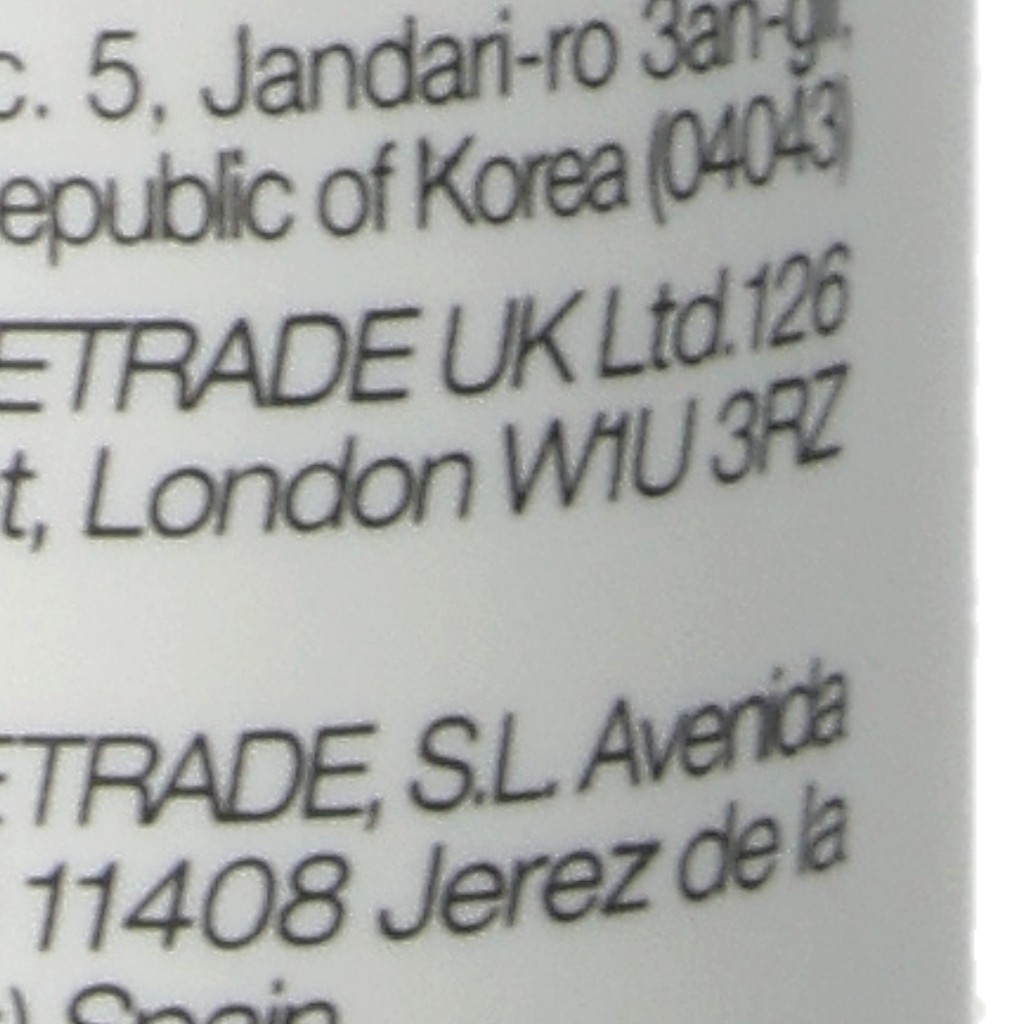 c. 5, Jandari-ro 3an-gil.
epublic of Korea (04043)
ETRADE UK Ltd.126
t, London W1U 3RZ
ETRADE, S.L. Avenida
11408 Jerez de la
) Spain